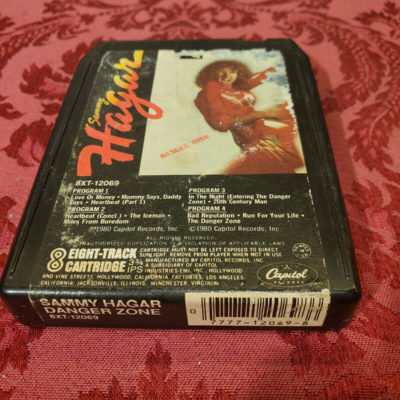 Sammy
Hagar
DANGER ZONE
8XT-12069
PROGRAM 1
Love Or Money • Mommy Says, Daddy
Says • Heartbeat (Part 1)
PROGRAM 2
Heartbeat (Concl.) • The Iceman •
Miles From Boredom
℗1980 Capitol Records, Inc.
PROGRAM 3
In The Night (Entering The Danger
Zone) • 20th Century Man
PROGRAM 4
Bad Reputation • Run For Your Life •
The Danger Zone
©1980 Capitol Records, Inc.
ALL RIGHTS RESERVED.
UNAUTHORIZED DUPLICATION IS A VIOLATION OF APPLICABLE LAWS
8 EIGHT-TRACK
CARTRIDGE 3¾ IPS
CARTRIDGE MUST NOT BE LEFT EXPOSED TO DIRECT
SUNLIGHT. REMOVE FROM PLAYER WHEN NOT IN USE
MANUFACTURED BY CAPITOL RECORDS, INC.
A SUBSIDIARY OF CAPITOL
INDUSTRIES-EMI, INC., HOLLYWOOD
AND VINE STREETS, HOLLYWOOD, CALIFORNIA. FACTORIES: LOS ANGELES,
CALIFORNIA; JACKSONVILLE, ILLINOIS; WINCHESTER, VIRGINIA.
Capitol
SAMMY HAGAR
DANGER ZONE
8XT-12069
0 7777-12069-8